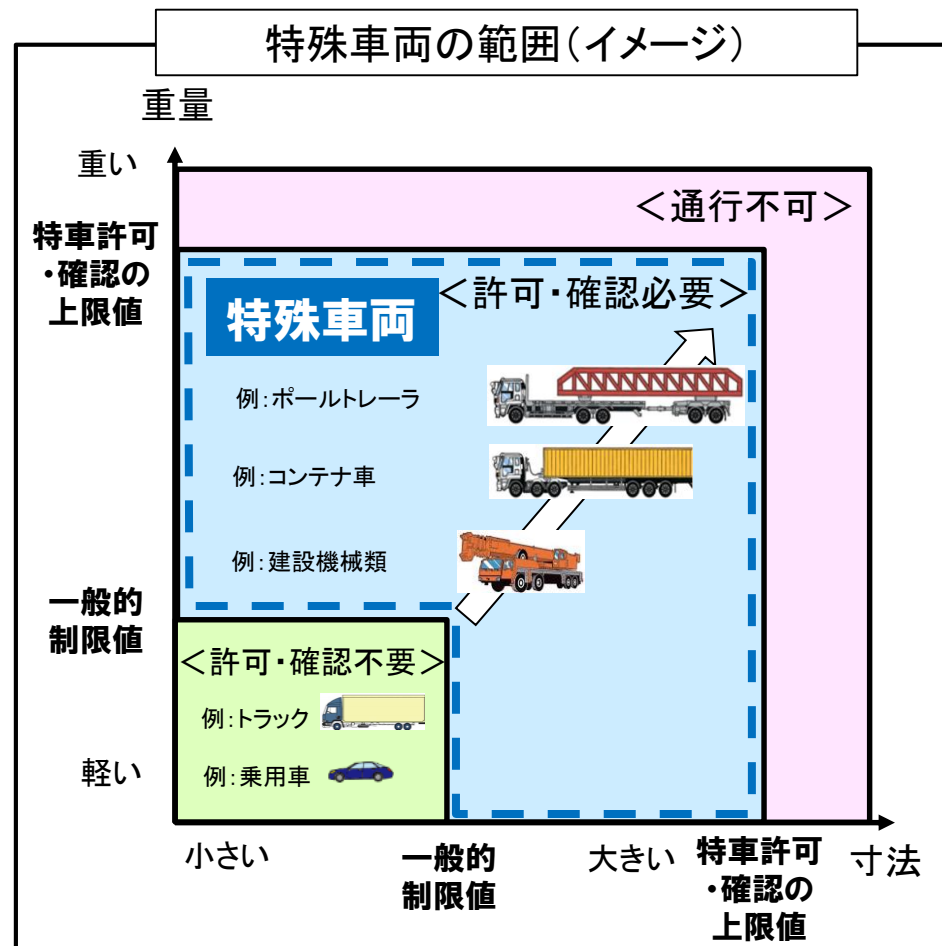 特殊車両の範囲(イメージ)
重量
重い
＜通行不可＞
特車許可
・確認の
上限値
＜許可・確認必要＞
特殊車両
例：ポールトレーラ
例：コンテナ車
例：建設機械類
一般的
制限値
＜許可・確認不要＞
例：トラック
例：乗用車
軽い
小さい
一般的
制限値
大きい
特車許可
・確認の
上限値
寸法